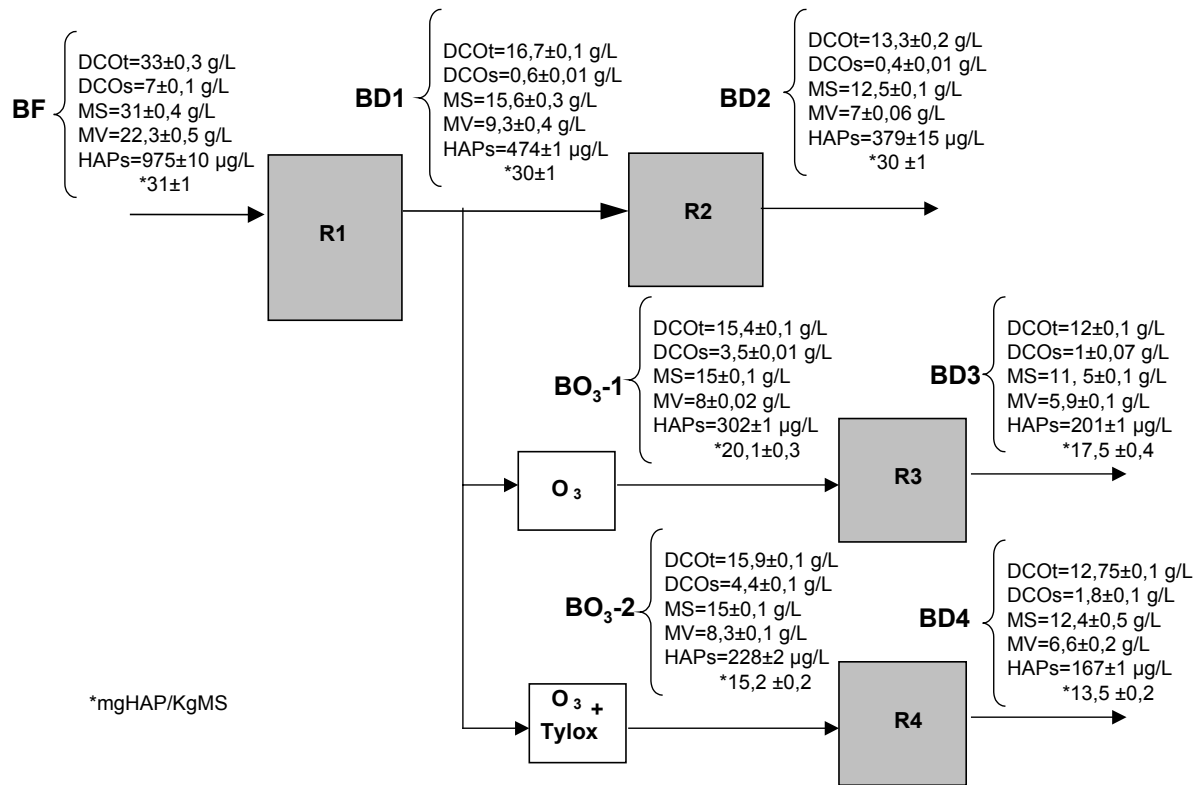 BF
DCOt=33±0,3 g/L
DCOs=7±0,1 g/L
MS=31±0,4 g/L
MV=22,3±0,5 g/L
HAPs=975±10 µg/L
*31±1
BD1
DCOt=16,7±0,1 g/L
DCOs=0,6±0,01 g/L
MS=15,6±0,3 g/L
MV=9,3±0,4 g/L
HAPs=474±1 µg/L
*30±1
BD2
DCOt=13,3±0,2 g/L
DCOs=0,4±0,01 g/L
MS=12,5±0,1 g/L
MV=7±0,06 g/L
HAPs=379±15 µg/L
*30 ±1
R1
R2
BO₃-1
DCOt=15,4±0,1 g/L
DCOs=3,5±0,01 g/L
MS=15±0,1 g/L
MV=8±0,02 g/L
HAPs=302±1 µg/L
*20,1±0,3
BD3
DCOt=12±0,1 g/L
DCOs=1±0,07 g/L
MS=11, 5±0,1 g/L
MV=5,9±0,1 g/L
HAPs=201±1 µg/L
*17,5 ±0,4
O ₃
R3
BO₃-2
DCOt=15,9±0,1 g/L
DCOs=4,4±0,1 g/L
MS=15±0,1 g/L
MV=8,3±0,1 g/L
HAPs=228±2 µg/L
*15,2 ±0,2
BD4
DCOt=12,75±0,1 g/L
DCOs=1,8±0,1 g/L
MS=12,4±0,5 g/L
MV=6,6±0,2 g/L
HAPs=167±1 µg/L
*13,5 ±0,2
O ₃ +
Tylox
R4
*mgHAP/KgMS